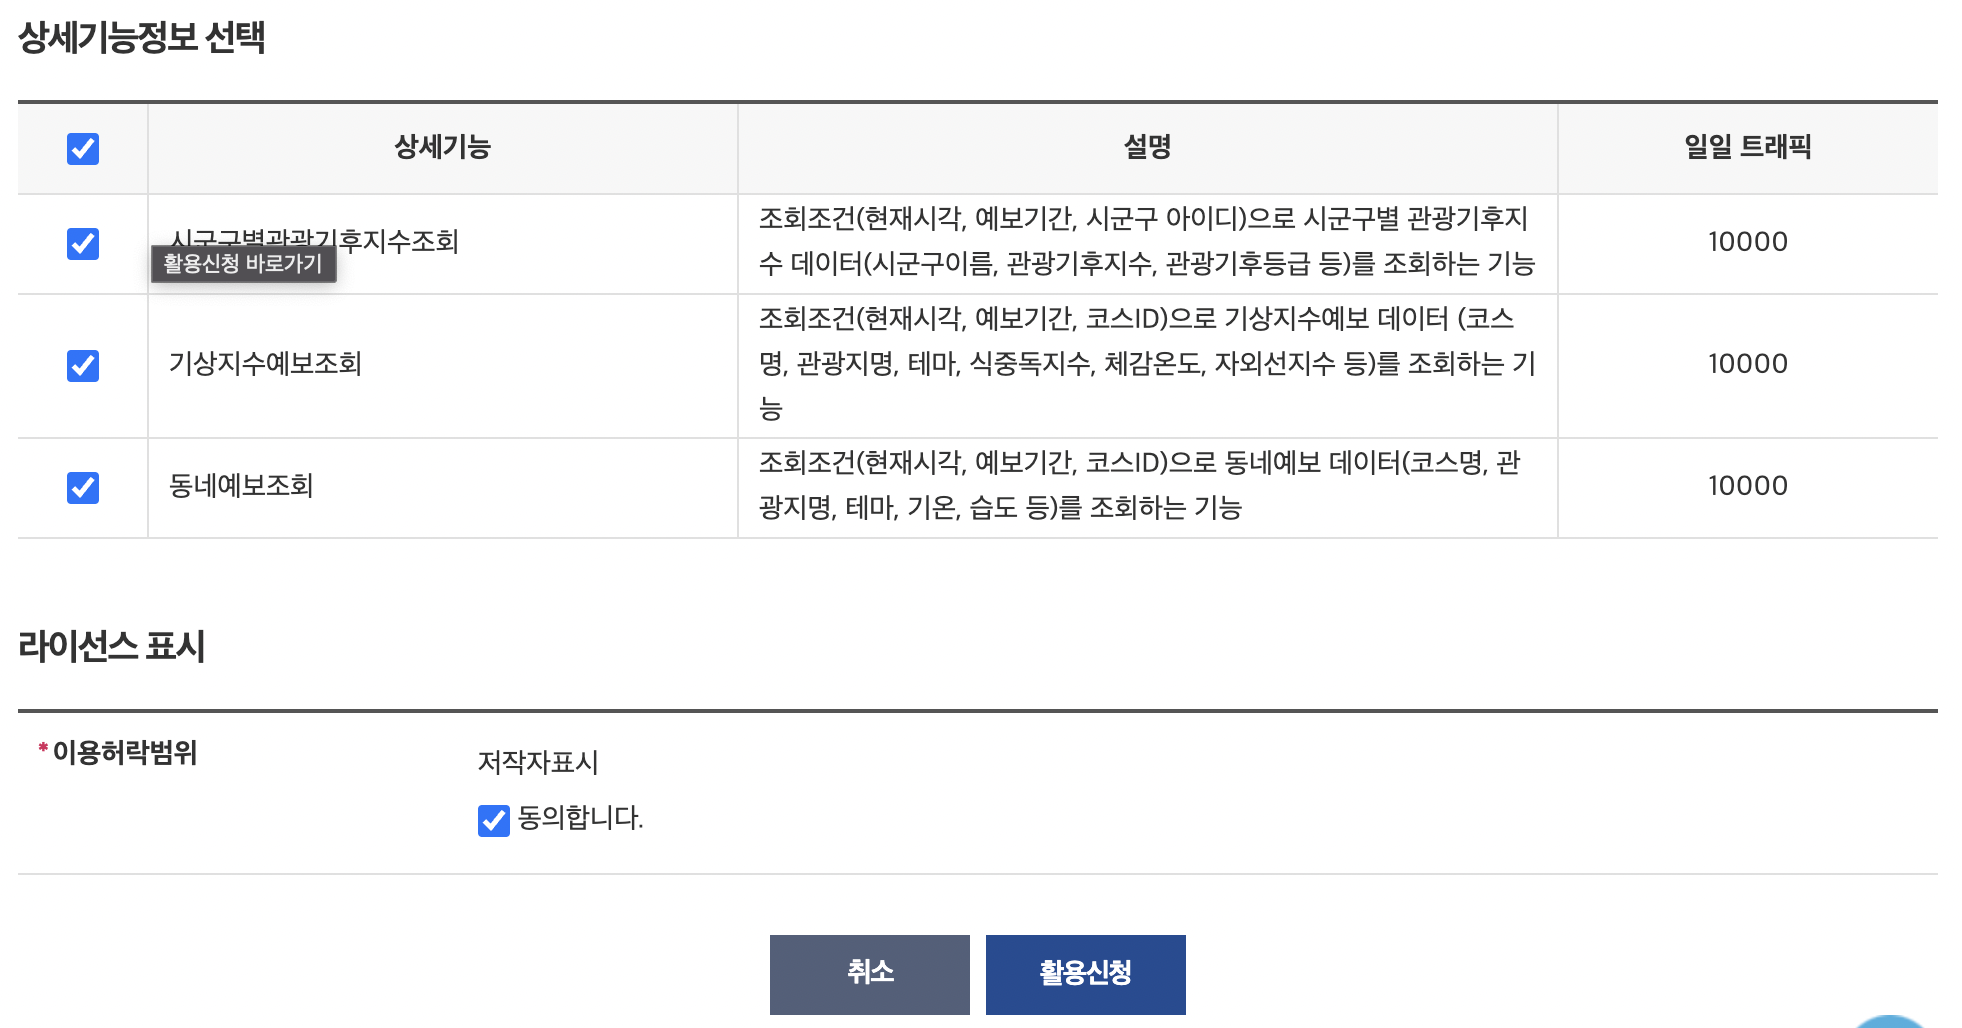 상세기능정보 선택
상세기능
설명
일일 트래픽
시군구별관광기후지수조회
활용신청 바로가기
조회조건(현재시각, 예보기간, 시군구 아이디)으로 시군구별 관광기후지
수 데이터(시군구이름, 관광기후지수, 관광기후등급 등)를 조회하는 기능
10000
기상지수예보조회
조회조건(현재시각, 예보기간, 코스ID)으로 기상지수예보 데이터 (코스
명, 관광지명, 테마, 식중독지수, 체감온도, 자외선지수 등)를 조회하는 기
능
10000
동네예보조회
조회조건(현재시각, 예보기간, 코스ID)으로 동네예보 데이터(코스명, 관
광지명, 테마, 기온, 습도 등)를 조회하는 기능
10000
라이선스 표시
* 이용허락범위
저작자표시
동의합니다.
취소
활용신청